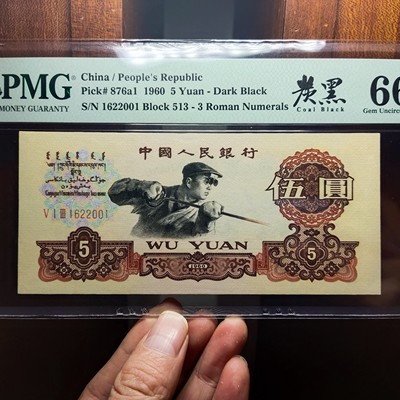 PMG
MONEY GUARANTY
China / People's Republic
Pick# 876a1 1960 5 Yuan - Dark Black
S/N 1622001 Block 513 - 3 Roman Numerals
炭黑
Coal Black
66
Gem Uncirc
中國人民银行
V I III 1622001
伍圓
5
WU YUAN
1960
5